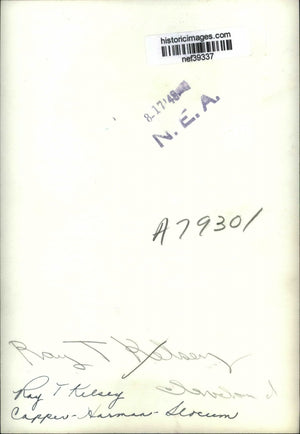 historicimages.com
nef39337
8-17'48
N.E.A.
A79301
Ray T Kelsey
Ray T Kelsey
Capper-Harman-Slocum